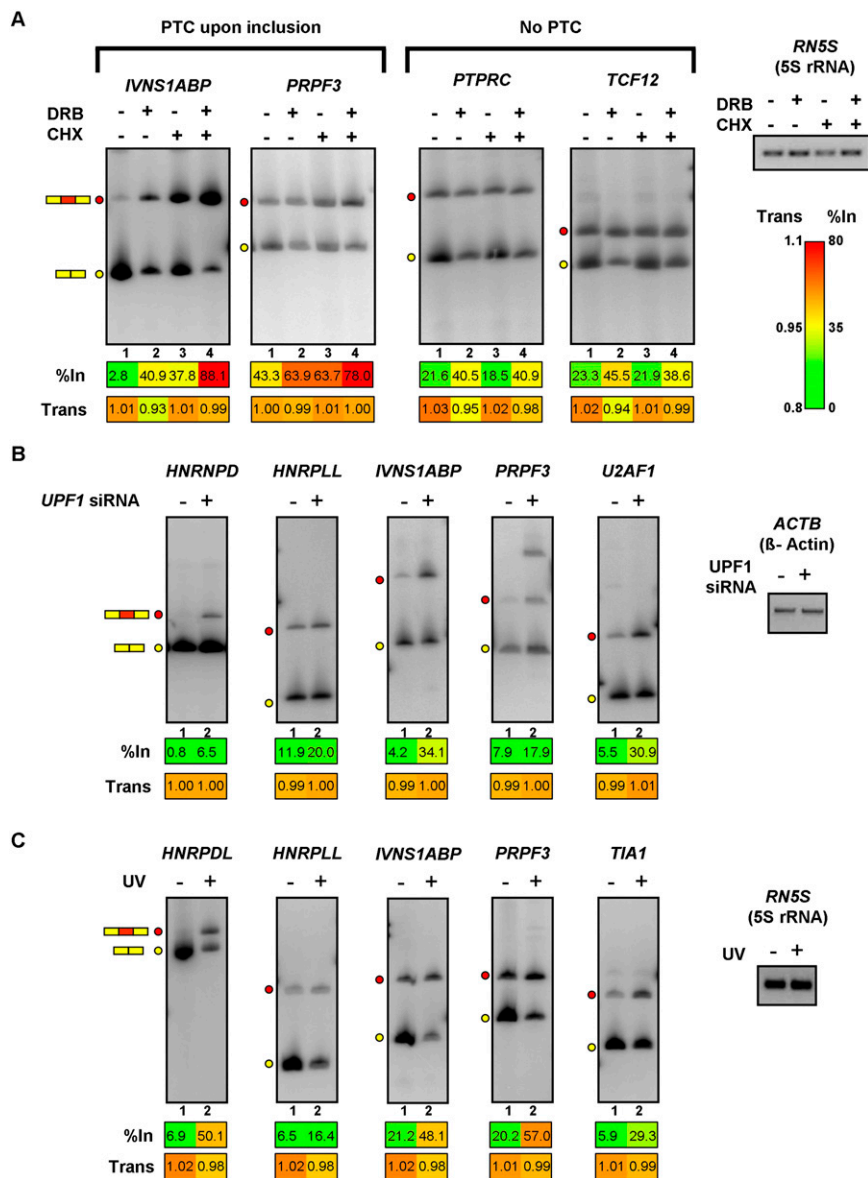 A
PTC upon inclusion
No PTC
IVNS1ABP PRPF3 PTPRC TCF12
RN5S
(5S rRNA)
DRB - + - + - + - + - + - + - + - +
CHX - - + + - - + + - - + + - - + +
DRB - + - +
CHX - - + +
Trans %In
1.1 80
0.95 35
0.8 0
1 2 3 4 1 2 3 4 1 2 3 4 1 2 3 4
%In 2.8 40.9 37.8 88.1 43.3 63.9 63.7 78.0 21.6 40.5 18.5 40.9 23.3 45.5 21.9 38.6
Trans 1.01 0.93 1.01 0.99 1.00 0.99 1.01 1.00 1.03 0.95 1.02 0.98 1.02 0.94 1.01 0.99
B
HNRNPD HNRPLL IVNS1ABP PRPF3 U2AF1
UPF1 siRNA - + - + - + - + - +
ACTB
(ß- Actin)
UPF1
siRNA - +
1 2 1 2 1 2 1 2 1 2
%In 0.8 6.5 11.9 20.0 4.2 34.1 7.9 17.9 5.5 30.9
Trans 1.00 1.00 0.99 1.00 0.99 1.00 0.99 1.00 0.99 1.01
C
HNRPDL HNRPLL IVNS1ABP PRPF3 TIA1
UV - + - + - + - + - +
RN5S
(5S rRNA)
UV - +
1 2 1 2 1 2 1 2 1 2
%In 6.9 50.1 6.5 16.4 21.2 48.1 20.2 57.0 5.9 29.3
Trans 1.02 0.98 1.02 0.98 1.02 0.98 1.01 0.99 1.01 0.99